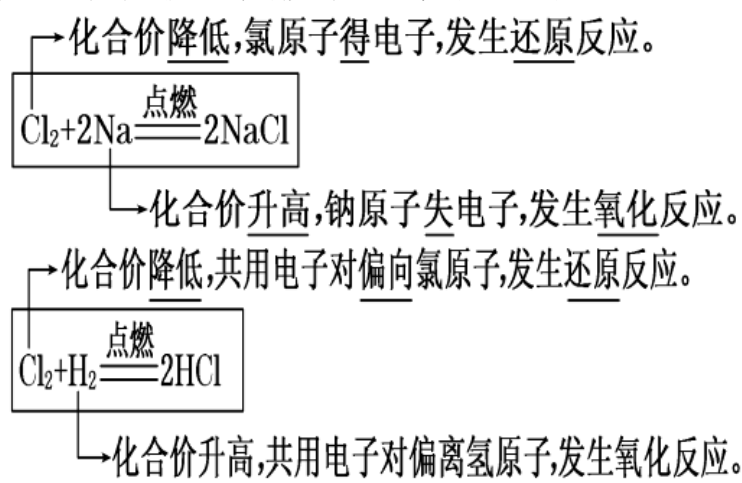 化合价降低,氯原子得电子,发生还原反应。
点燃
Cl₂+2Na══2NaCl
化合价升高,钠原子失电子,发生氧化反应。
化合价降低,共用电子对偏向氯原子,发生还原反应。
点燃
Cl₂+H₂══2HCl
化合价升高,共用电子对偏离氢原子,发生氧化反应。